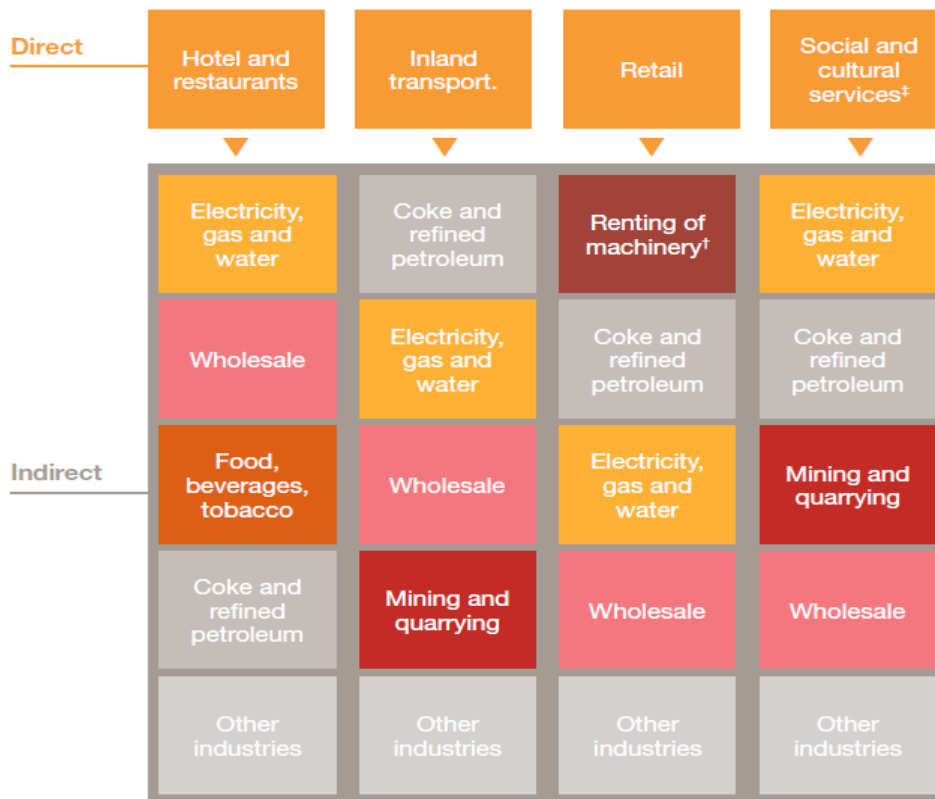 Direct
Hotel and
restaurants
Inland
transport.
Retail
Social and
cultural
services‡
Indirect
Electricity,
gas and
water
Coke and
refined
petroleum
Renting of
machinery†
Electricity,
gas and
water
Wholesale
Electricity,
gas and
water
Coke and
refined
petroleum
Coke and
refined
petroleum
Food,
beverages,
tobacco
Wholesale
Electricity,
gas and
water
Mining and
quarrying
Coke and
refined
petroleum
Mining and
quarrying
Wholesale
Wholesale
Other
industries
Other
industries
Other
industries
Other
industries